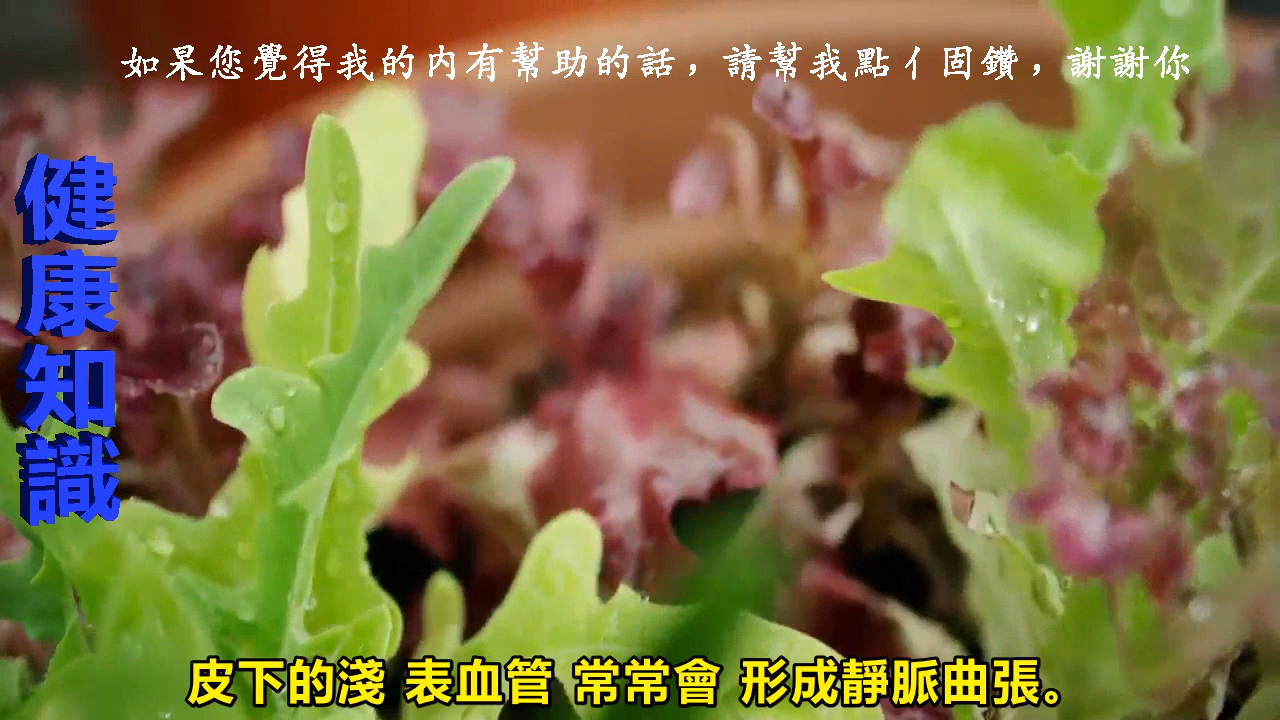 如果您覺得我的内有幫助的話，請幫我點亻固鑽，謝謝你
健康知識
皮下的淺 表血管 常常會 形成靜脈曲張。